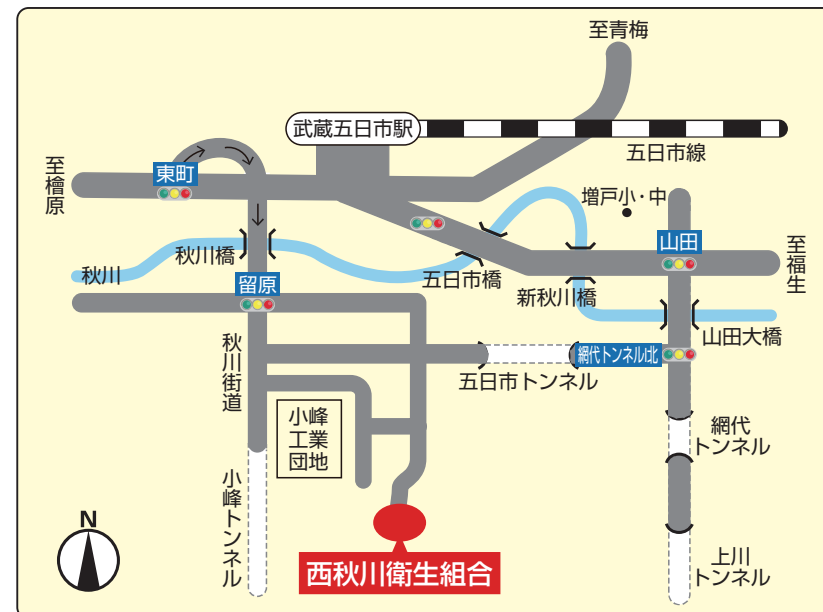 至青梅
武蔵五日市駅
五日市線
至檜原
東町
増戸小・中
山田
至福生
秋川
秋川橋
五日市橋
新秋川橋
留原
山田大橋
秋川街道
五日市トンネル
網代トンネル北
小峰
工業
団地
網代
トンネル
小峰トンネル
N
西秋川衛生組合
上川
トンネル